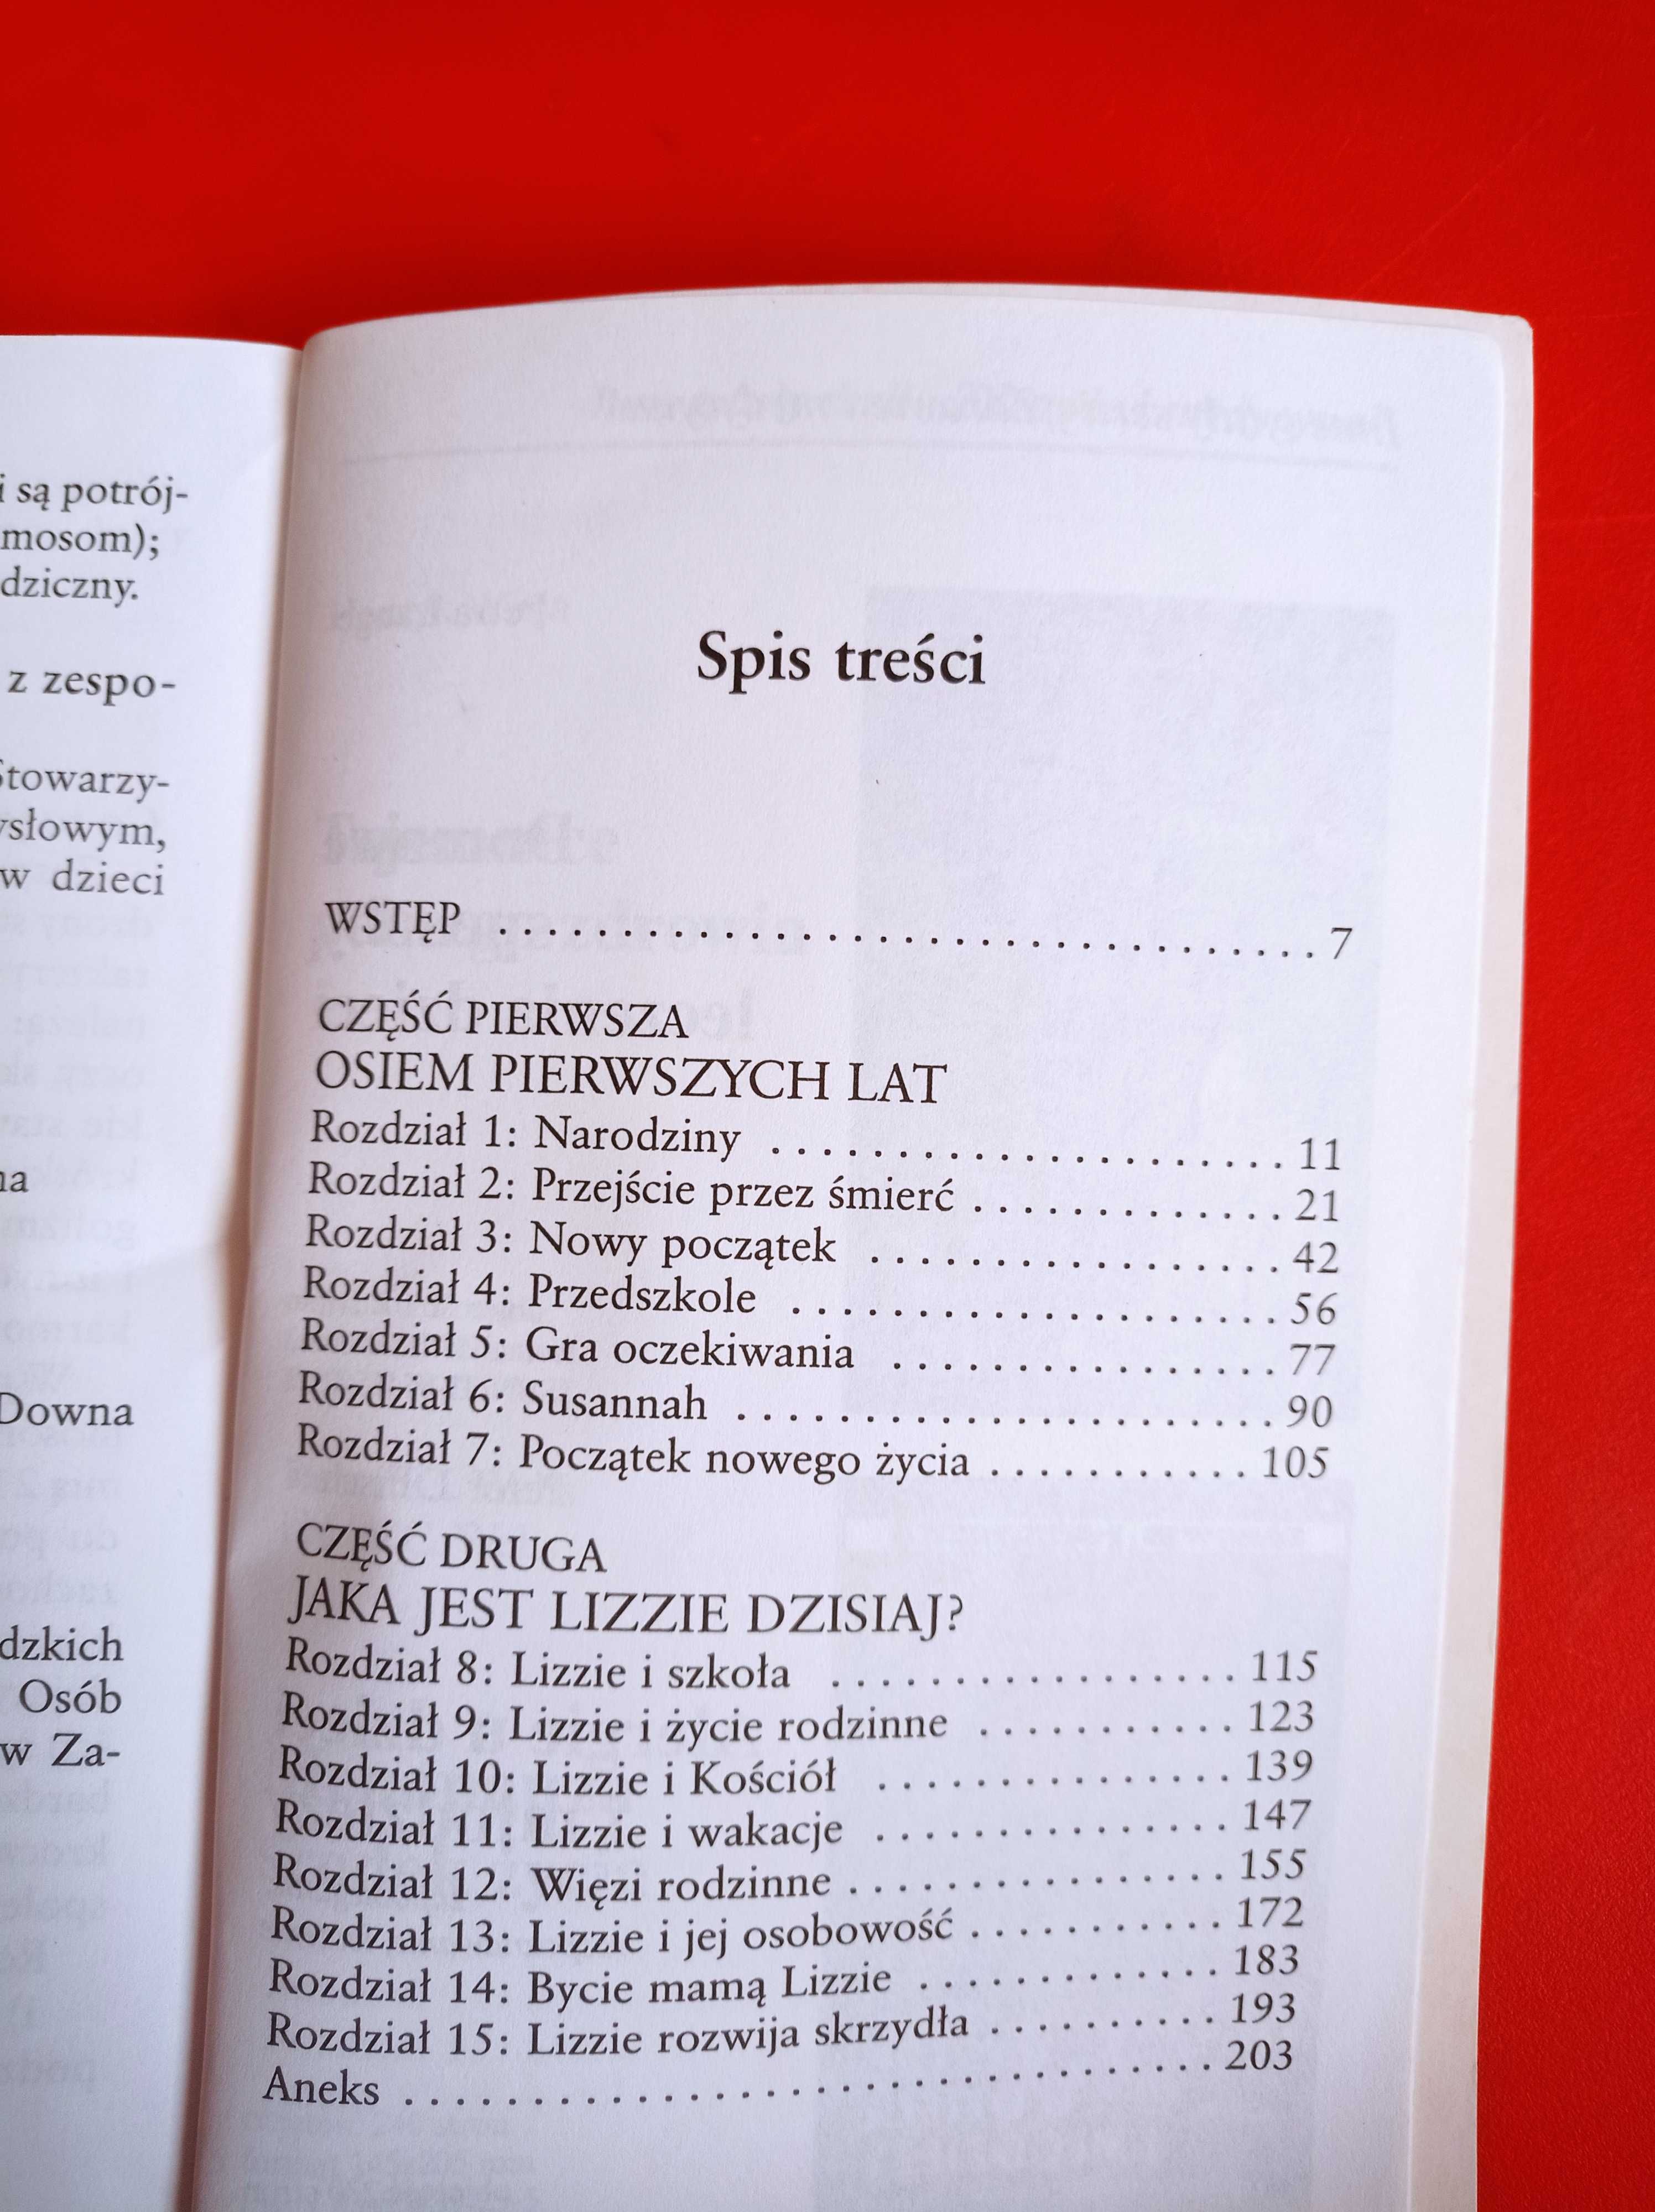 i są potrój-
mosom);
dziczny.
z zespo-
Stowarzy-
ysłowym,
w dzieci
na
Downa
dzkich
Osób
w Za-
Spis treści
WSTĘP . . . . . . . . . . . . . . . . . . . . . . . . . . . . . . . . 7
CZĘŚĆ PIERWSZA
OSIEM PIERWSZYCH LAT
Rozdział 1: Narodziny . . . . . . . . . . . . . . . . . . . . 11
Rozdział 2: Przejście przez śmierć . . . . . . . . . . . . . 21
Rozdział 3: Nowy początek . . . . . . . . . . . . . . . . . 42
Rozdział 4: Przedszkole . . . . . . . . . . . . . . . . . . . 56
Rozdział 5: Gra oczekiwania . . . . . . . . . . . . . . . . 77
Rozdział 6: Susannah . . . . . . . . . . . . . . . . . . . . . 90
Rozdział 7: Początek nowego życia . . . . . . . . . . . 105
CZĘŚĆ DRUGA
JAKA JEST LIZZIE DZISIAJ?
Rozdział 8: Lizzie i szkoła . . . . . . . . . . . . . . . . . 115
Rozdział 9: Lizzie i życie rodzinne . . . . . . . . . . . 123
Rozdział 10: Lizzie i Kościół . . . . . . . . . . . . . . . 139
Rozdział 11: Lizzie i wakacje . . . . . . . . . . . . . . . 147
Rozdział 12: Więzi rodzinne . . . . . . . . . . . . . . . . 155
Rozdział 13: Lizzie i jej osobowość . . . . . . . . . . . 172
Rozdział 14: Bycie mamą Lizzie . . . . . . . . . . . . . 183
Rozdział 15: Lizzie rozwija skrzydła . . . . . . . . . . 193
Aneks . . . . . . . . . . . . . . . . . . . . . . . . . . . . . . . 203